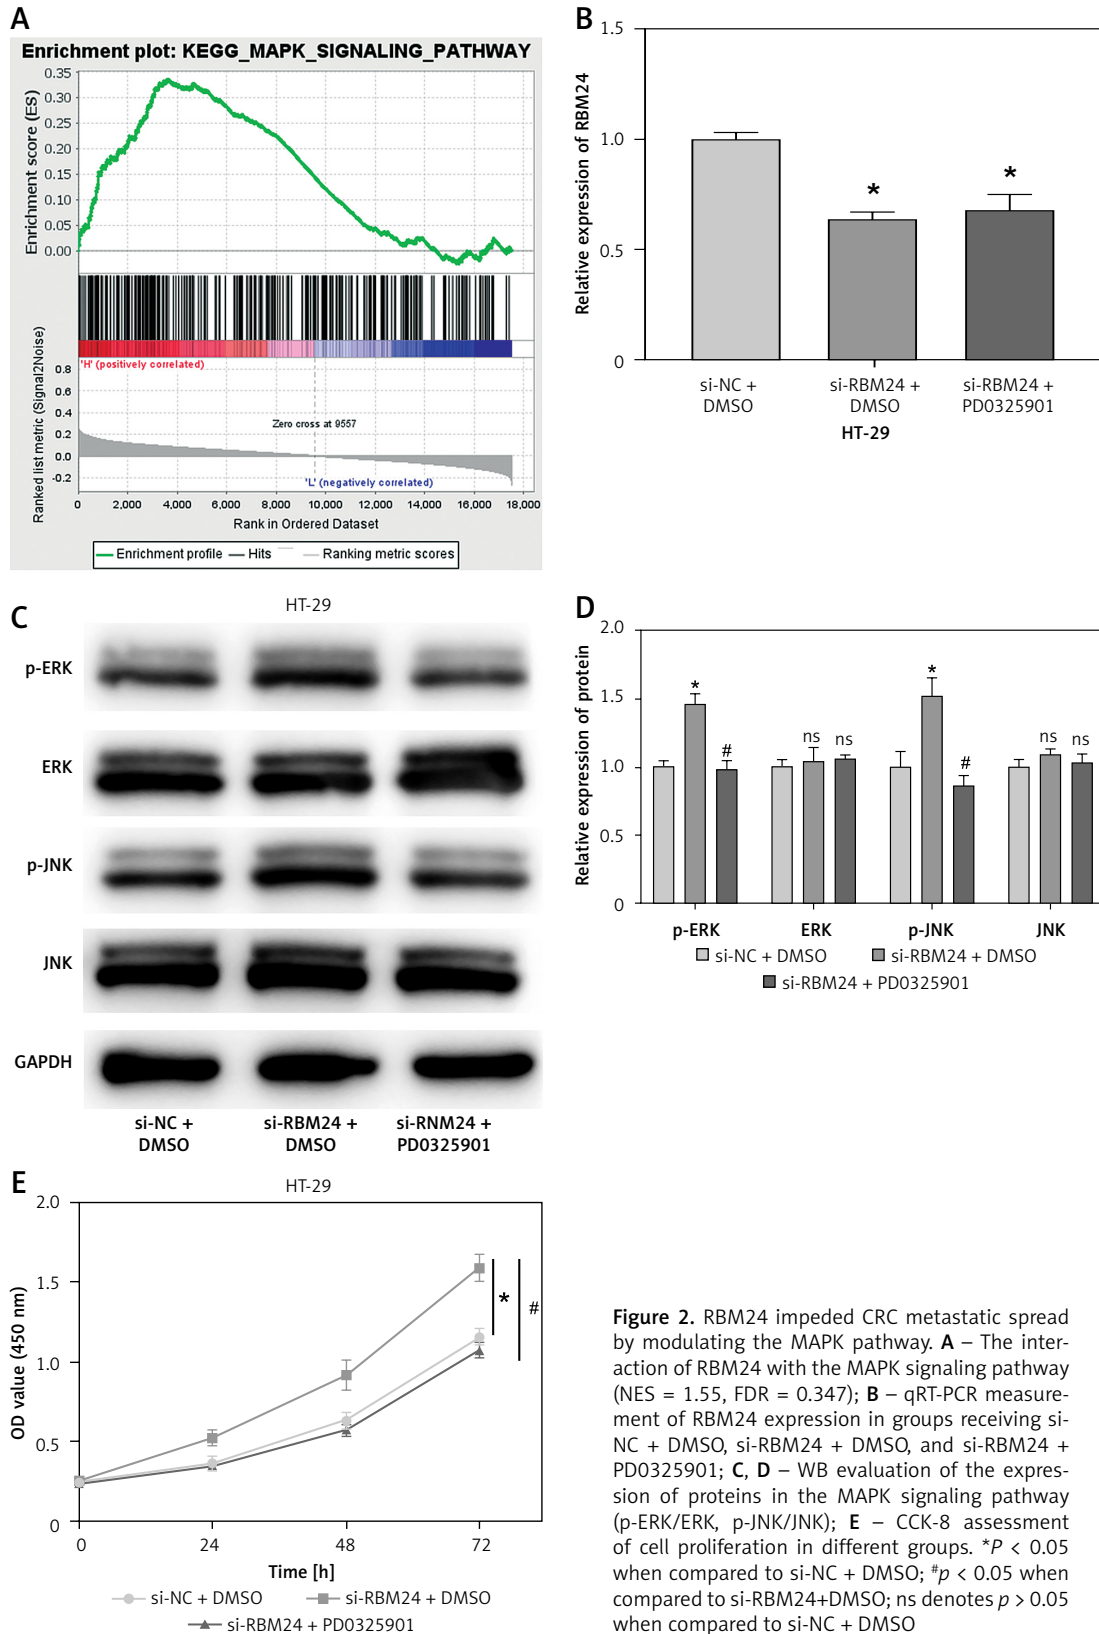 A
Enrichment plot: KEGG_MAPK_SIGNALING_PATHWAY
Enrichment score (ES)
0.35
0.30
0.25
0.20
0.15
0.10
0.05
0.00
'H' (positively correlated)
Ranked list metric (Signal2Noise)
0.8
0.6
0.4
0.2
0.0
-0.2
Zero cross at 9557
'L' (negatively correlated)
0 2,000 4,000 6,000 8,000 10,000 12,000 14,000 16,000 18,000
Rank in Ordered Dataset
Enrichment profile Hits Ranking metric scores
B
Relative expression of RBM24
1.5
1.0
0.5
0
* *
si-NC + DMSO
si-RBM24 + DMSO
si-RBM24 + PD0325901
HT-29
C
HT-29
p-ERK
ERK
p-JNK
JNK
GAPDH
si-NC + DMSO
si-RBM24 + DMSO
si-RNM24 + PD0325901
D
Relative expression of protein
2.0
1.5
1.0
0.5
0
* # ns ns * # ns ns
p-ERK ERK p-JNK JNK
si-NC + DMSO si-RBM24 + DMSO
si-RBM24 + PD0325901
E
HT-29
OD value (450 nm)
2.0
1.5
1.0
0.5
0
* #
0 24 48 72
Time [h]
si-NC + DMSO si-RBM24 + DMSO
si-RBM24 + PD0325901
Figure 2. RBM24 impeded CRC metastatic spread
by modulating the MAPK pathway. A – The inter-
action of RBM24 with the MAPK signaling pathway
(NES = 1.55, FDR = 0.347); B – qRT-PCR measure-
ment of RBM24 expression in groups receiving si-
NC + DMSO, si-RBM24 + DMSO, and si-RBM24 +
PD0325901; C, D – WB evaluation of the expres-
sion of proteins in the MAPK signaling pathway
(p-ERK/ERK, p-JNK/JNK); E – CCK-8 assessment
of cell proliferation in different groups. *P < 0.05
when compared to si-NC + DMSO; #p < 0.05 when
compared to si-RBM24+DMSO; ns denotes p > 0.05
when compared to si-NC + DMSO